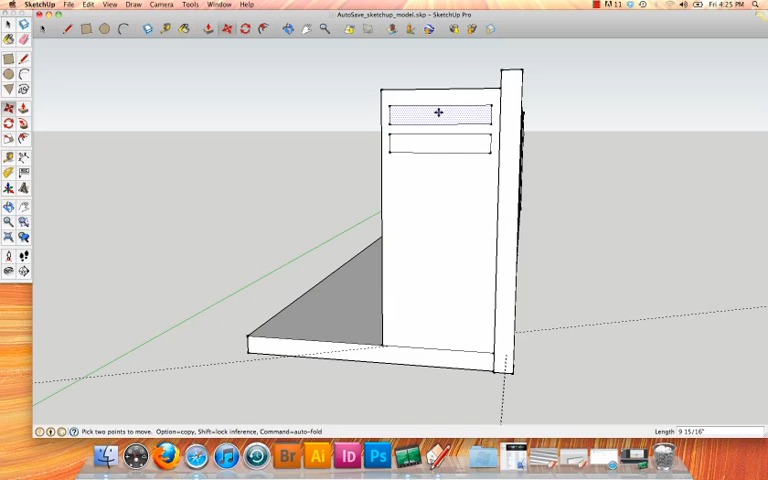 SketchUp File Edit View Draw Camera Tools Window Help 11 Fri 4:25 PM
AutoSave_sketchup_model.skp – SketchUp Pro
Pick two points to move. Option=copy, Shift=lock inference, Command=auto-fold Length 9 15/16"
Br Ai Id Ps